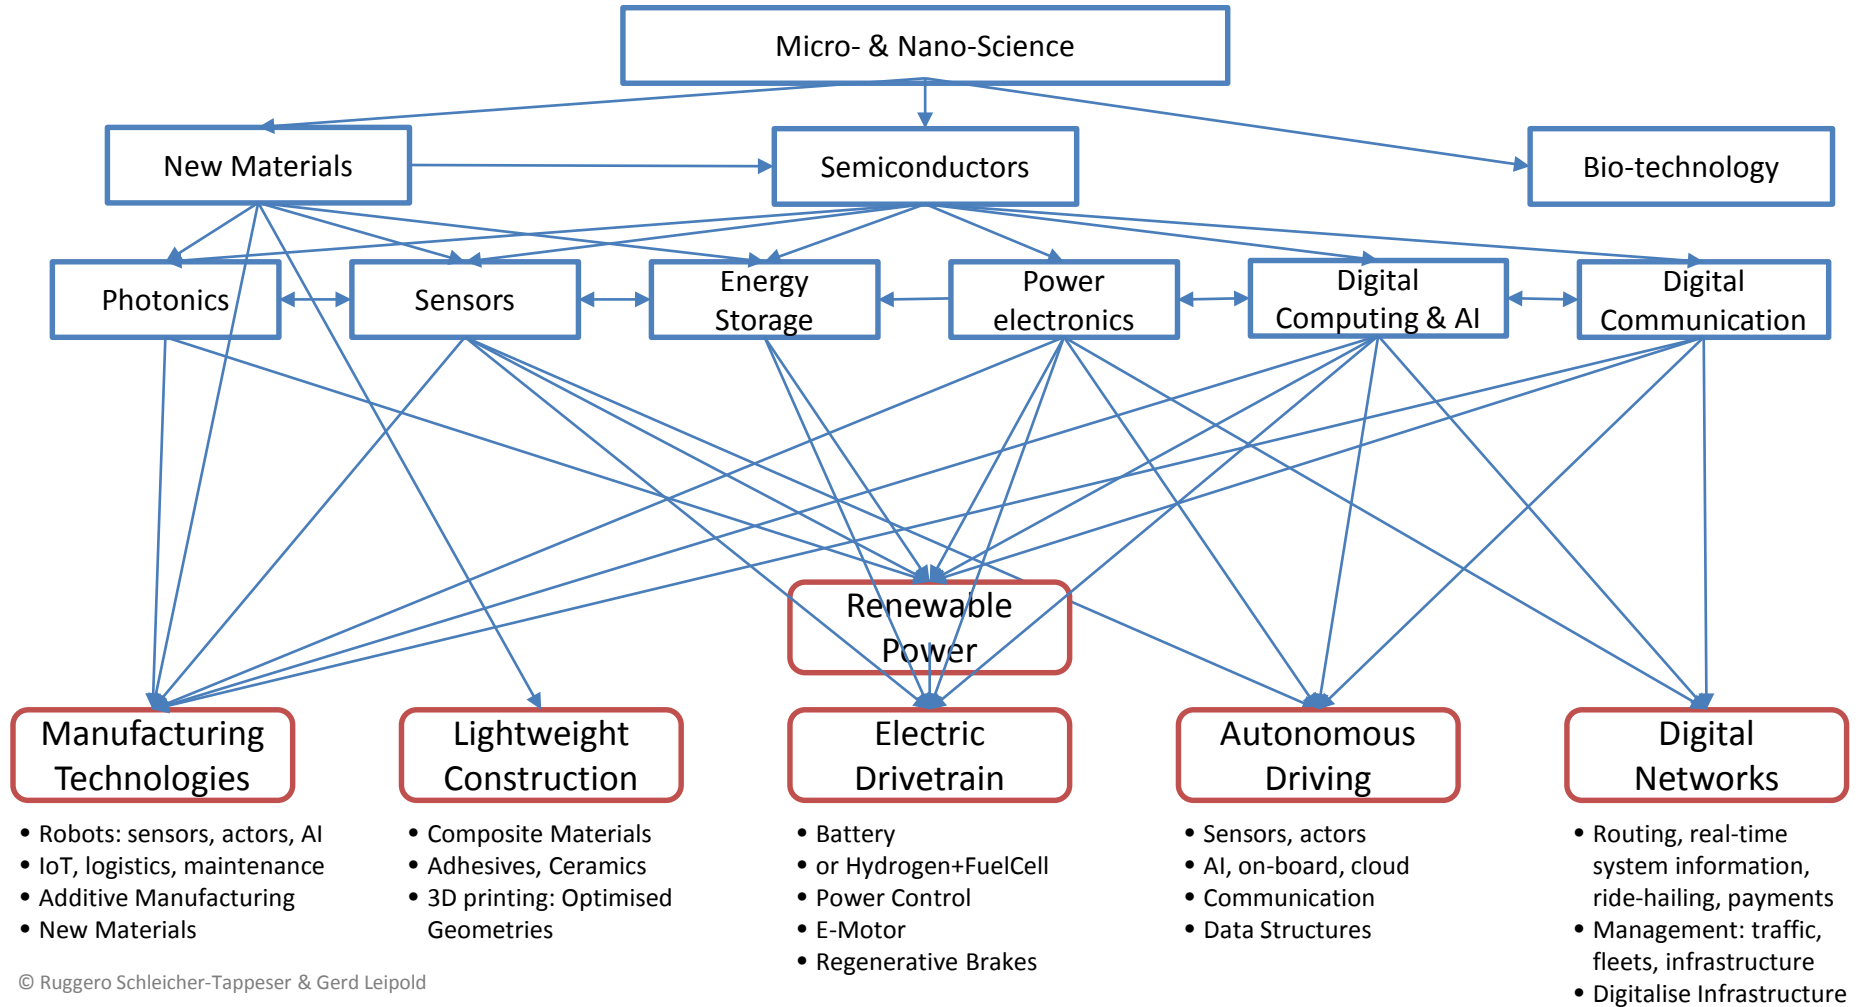 Micro- & Nano-Science
New Materials
Semiconductors
Bio-technology
Photonics
Sensors
Energy
Storage
Power
electronics
Digital
Computing & AI
Digital
Communication
Renewable
Power
Manufacturing
Technologies
Lightweight
Construction
Electric
Drivetrain
Autonomous
Driving
Digital
Networks
• Robots: sensors, actors, AI
• IoT, logistics, maintenance
• Additive Manufacturing
• New Materials
• Composite Materials
• Adhesives, Ceramics
• 3D printing: Optimised
Geometries
• Battery
• or Hydrogen+FuelCell
• Power Control
• E-Motor
• Regenerative Brakes
• Sensors, actors
• AI, on-board, cloud
• Communication
• Data Structures
• Routing, real-time
system information,
ride-hailing, payments
• Management: traffic,
fleets, infrastructure
• Digitalise Infrastructure
© Ruggero Schleicher-Tappeser & Gerd Leipold